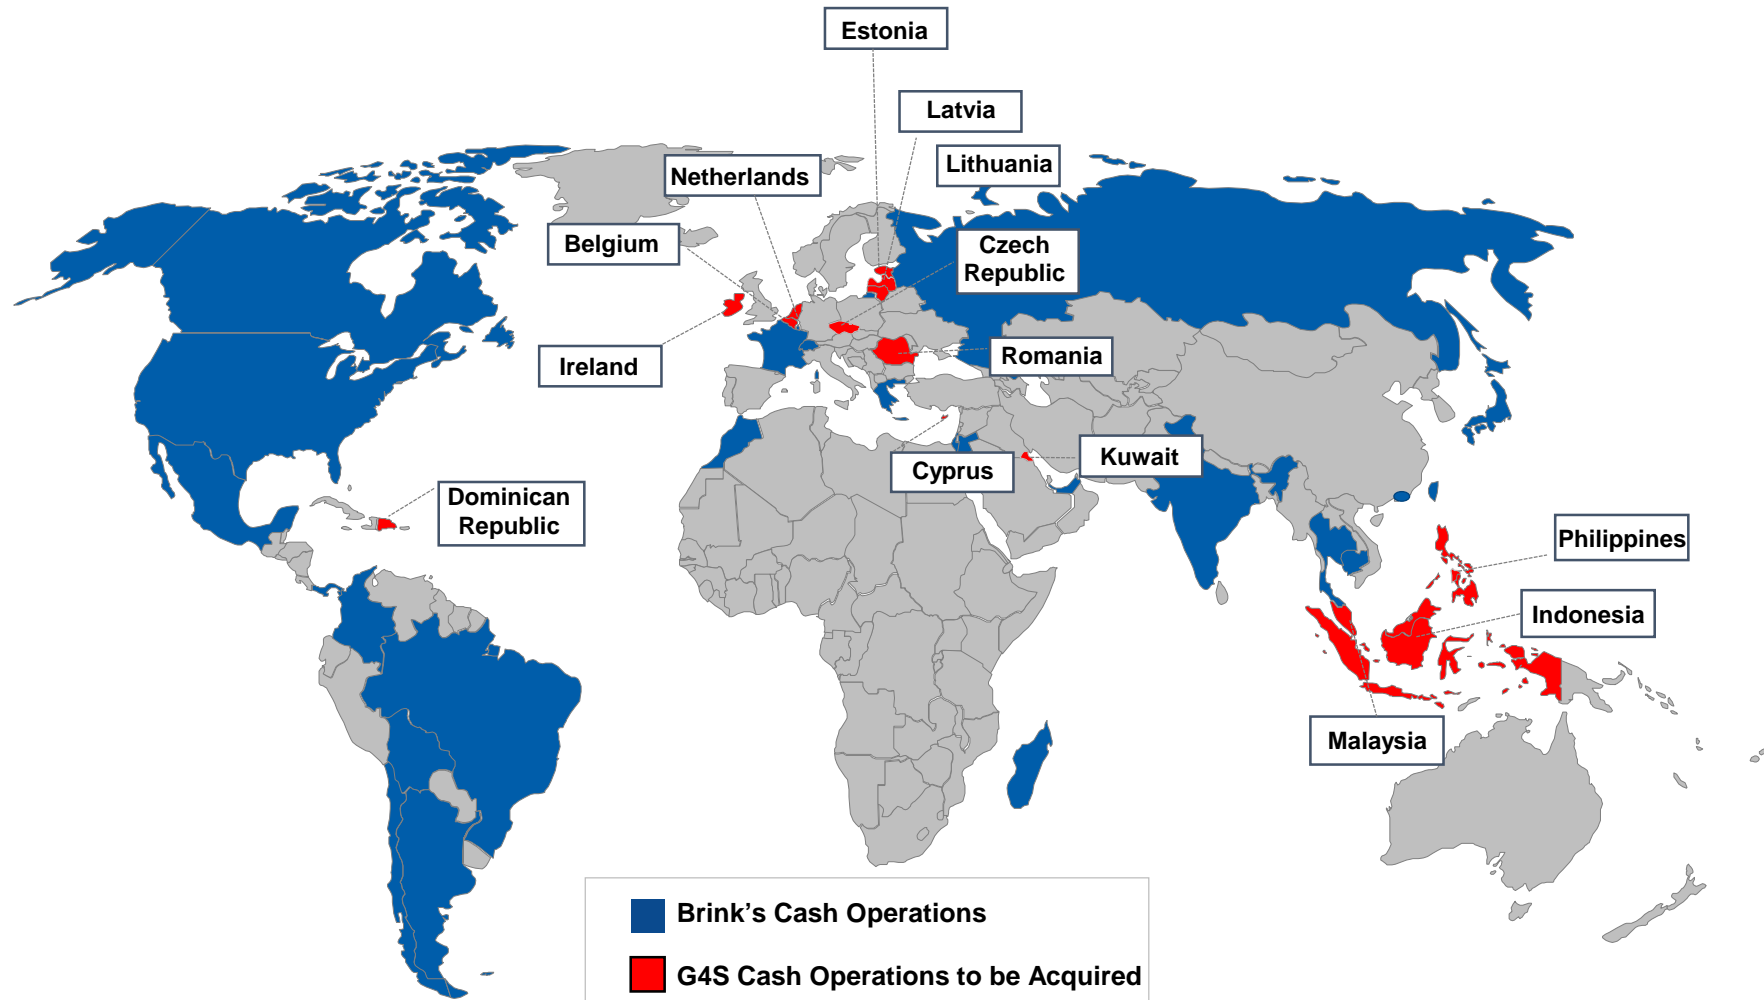 Estonia
Latvia
Lithuania
Netherlands
Belgium
Czech
Republic
Ireland
Romania
Cyprus
Kuwait
Dominican
Republic
Philippines
Indonesia
Malaysia
Brink’s Cash Operations
G4S Cash Operations to be Acquired